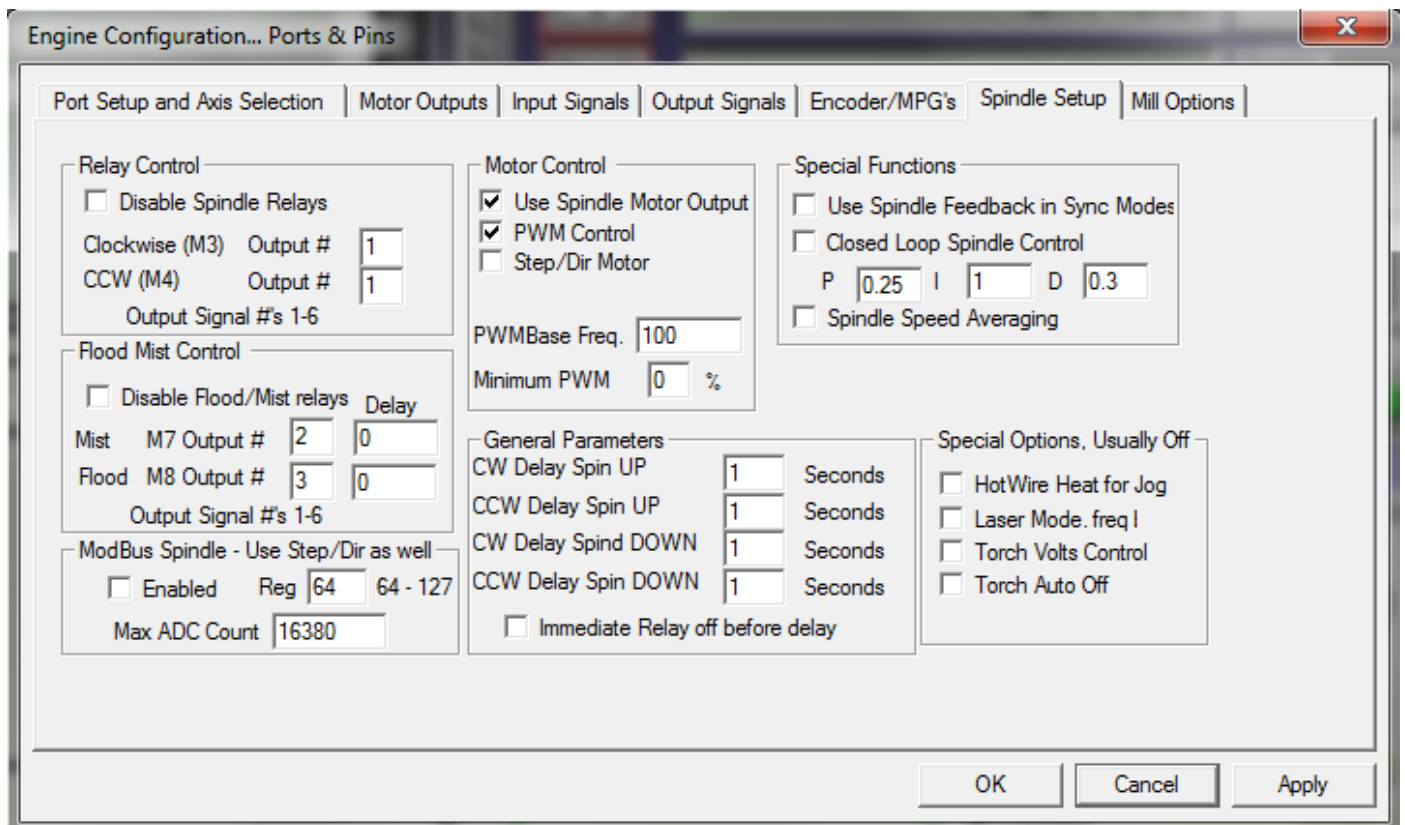 Engine Configuration... Ports & Pins
Port Setup and Axis Selection
Motor Outputs
Input Signals
Output Signals
Encoder/MPG's
Spindle Setup
Mill Options
Relay Control
Disable Spindle Relays
Clockwise (M3) Output # 1
CCW (M4) Output # 1
Output Signal #'s 1-6
Flood Mist Control
Disable Flood/Mist relays Delay
Mist M7 Output # 2 0
Flood M8 Output # 3 0
Output Signal #'s 1-6
ModBus Spindle - Use Step/Dir as well
Enabled Reg 64 64 - 127
Max ADC Count 16380
Motor Control
Use Spindle Motor Output
PWM Control
Step/Dir Motor
PWMBase Freq. 100
Minimum PWM 0 %
General Parameters
CW Delay Spin UP 1 Seconds
CCW Delay Spin UP 1 Seconds
CW Delay Spind DOWN 1 Seconds
CCW Delay Spin DOWN 1 Seconds
Immediate Relay off before delay
Special Functions
Use Spindle Feedback in Sync Modes
Closed Loop Spindle Control
P 0.25 I 1 D 0.3
Spindle Speed Averaging
Special Options, Usually Off
HotWire Heat for Jog
Laser Mode. freq I
Torch Volts Control
Torch Auto Off
OK
Cancel
Apply